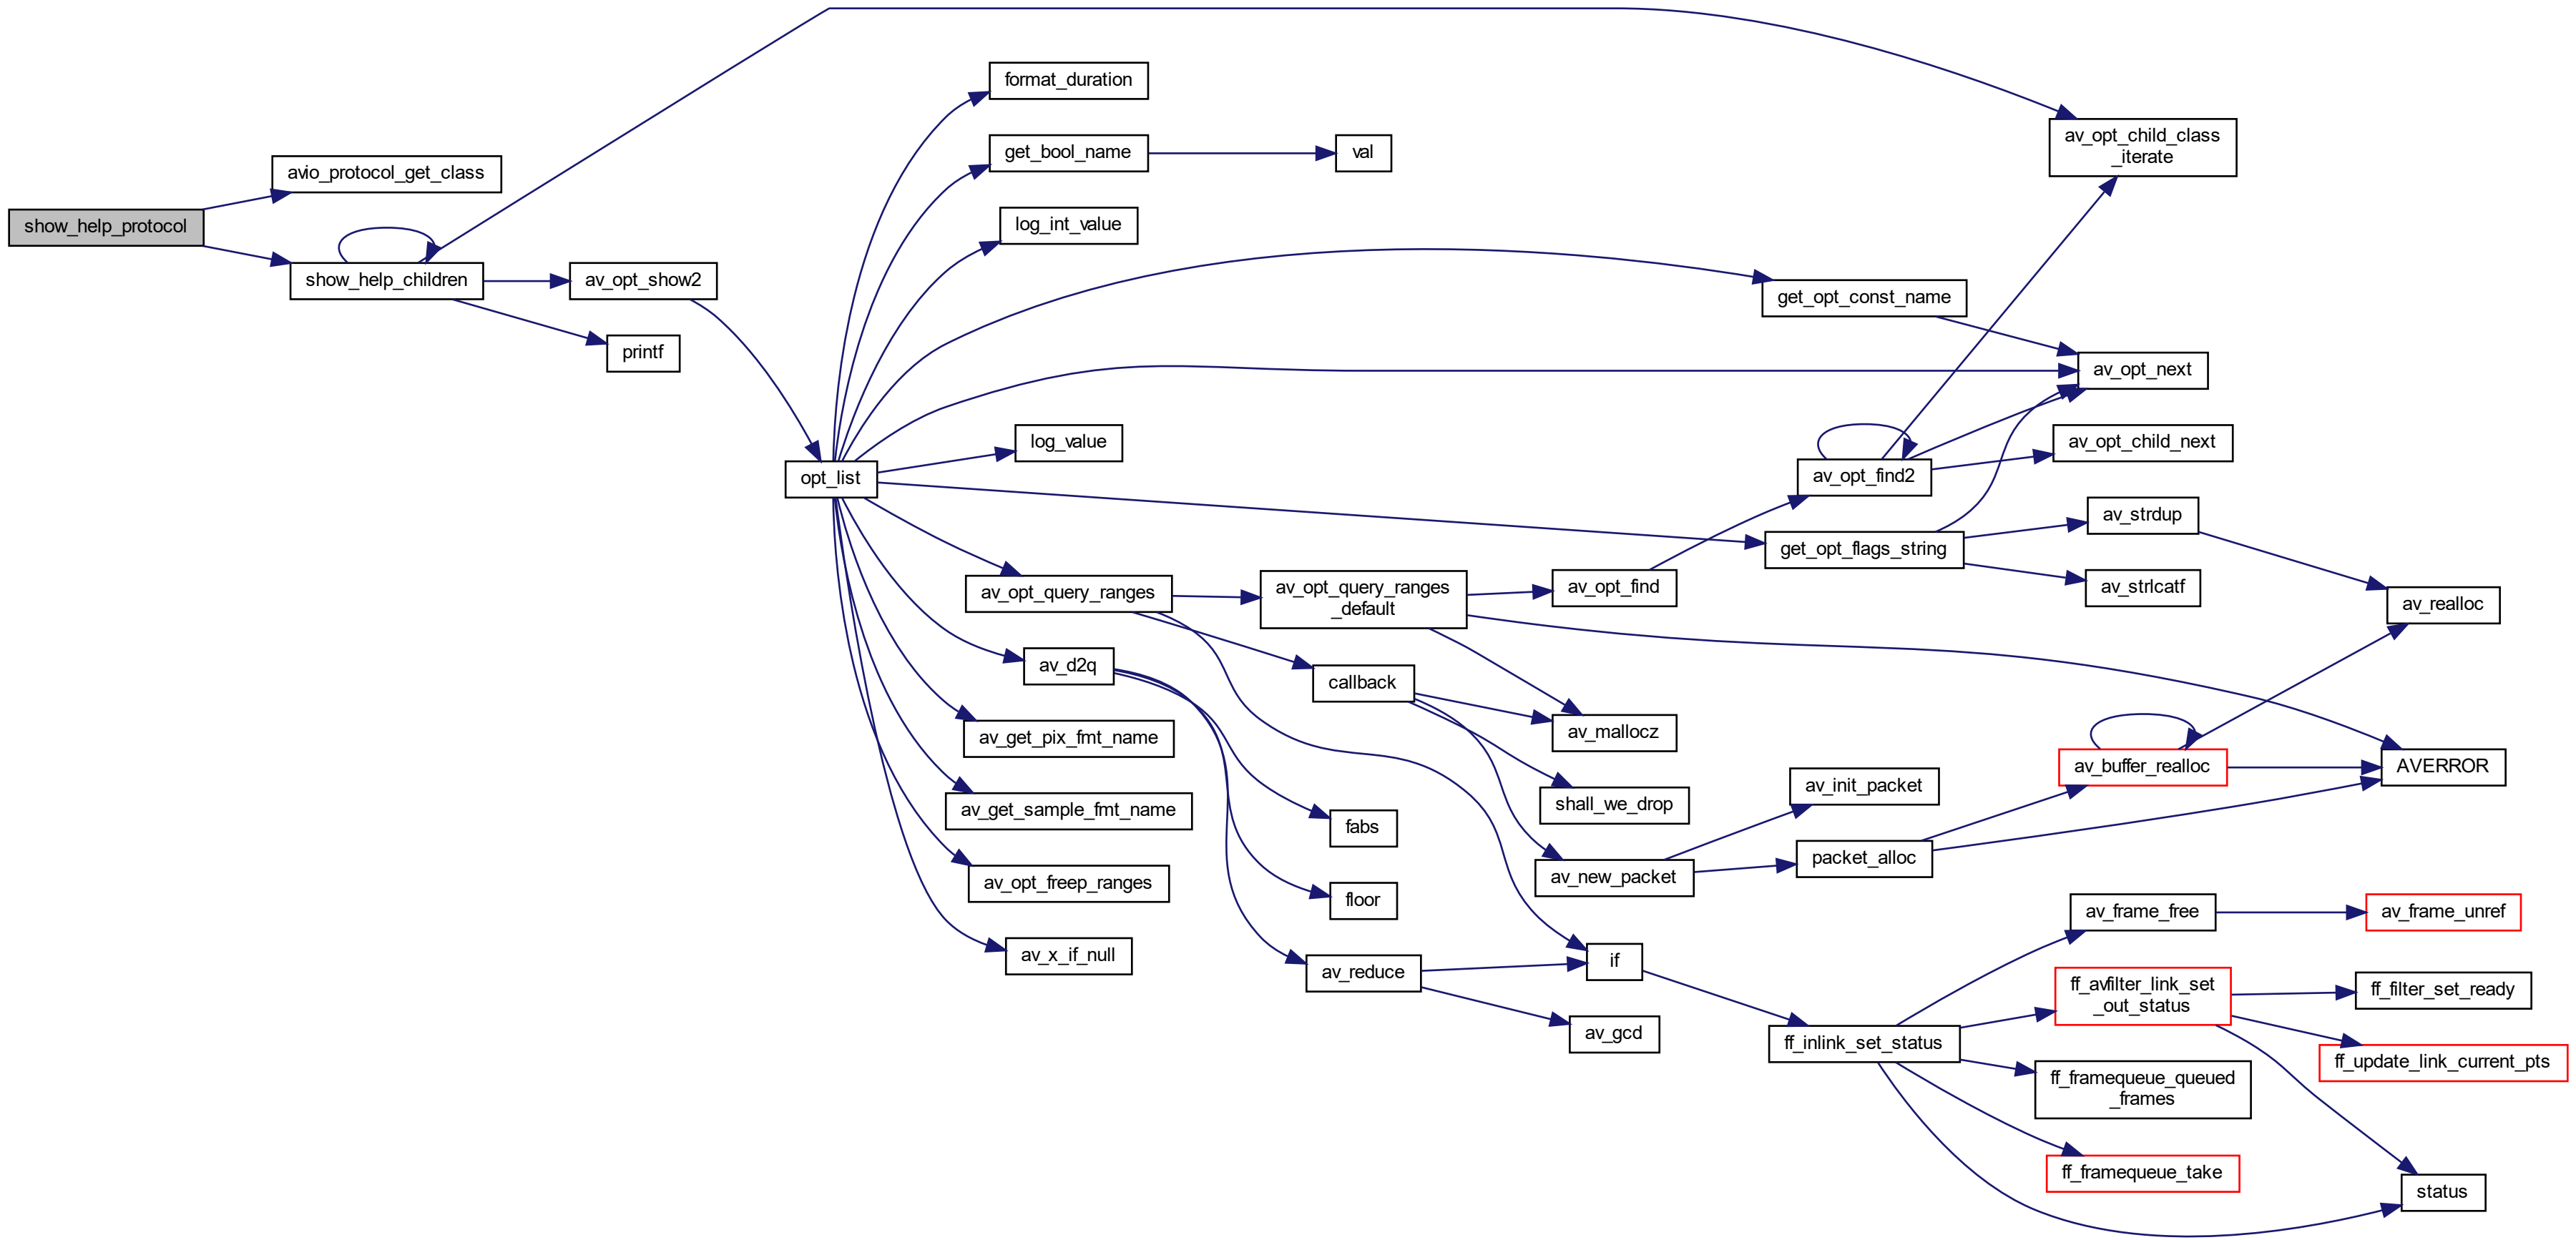 show_help_protocol
avio_protocol_get_class
show_help_children
av_opt_show2
printf
opt_list
format_duration
get_bool_name
val
log_int_value
get_opt_const_name
av_opt_child_class
_iterate
av_opt_next
log_value
av_opt_find2
av_opt_child_next
get_opt_flags_string
av_strdup
av_strlcatf
av_realloc
av_opt_query_ranges
av_opt_query_ranges
_default
av_opt_find
av_d2q
callback
av_mallocz
av_get_pix_fmt_name
av_get_sample_fmt_name
shall_we_drop
av_init_packet
av_buffer_realloc
AVERROR
fabs
packet_alloc
av_new_packet
av_opt_freep_ranges
floor
av_x_if_null
av_reduce
if
av_gcd
av_frame_free
av_frame_unref
ff_inlink_set_status
ff_avfilter_link_set
_out_status
ff_filter_set_ready
ff_update_link_current_pts
ff_framequeue_queued
_frames
ff_framequeue_take
status